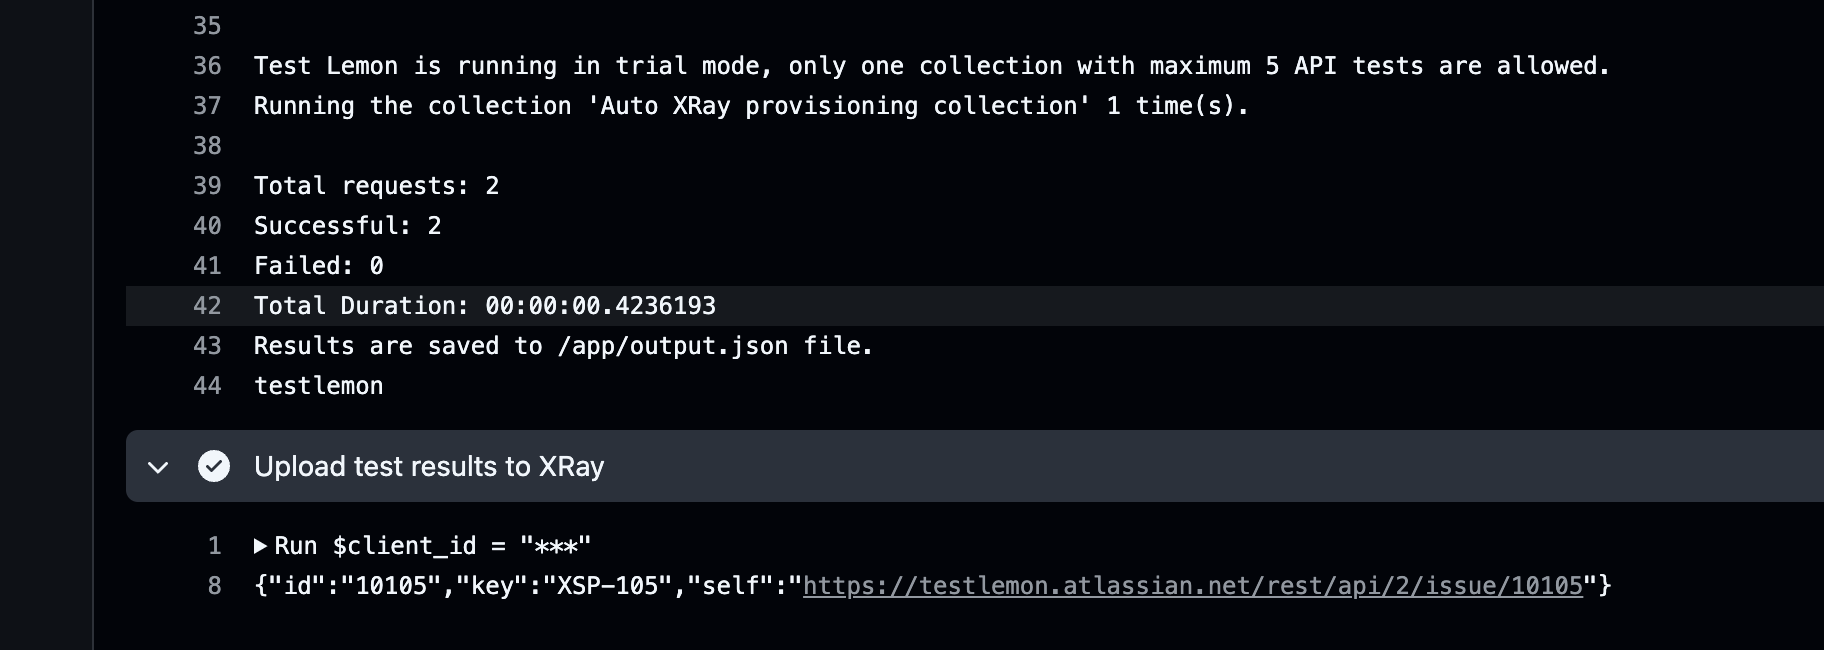 35
36 Test Lemon is running in trial mode, only one collection with maximum 5 API tests are allowed.
37 Running the collection 'Auto XRay provisioning collection' 1 time(s).
38
39 Total requests: 2
40 Successful: 2
41 Failed: 0
42 Total Duration: 00:00:00.4236193
43 Results are saved to /app/output.json file.
44 testlemon
Upload test results to XRay
1 ▶Run $client_id = "***"
8 {"id":"10105","key":"XSP-105","self":"https://testlemon.atlassian.net/rest/api/2/issue/10105"}